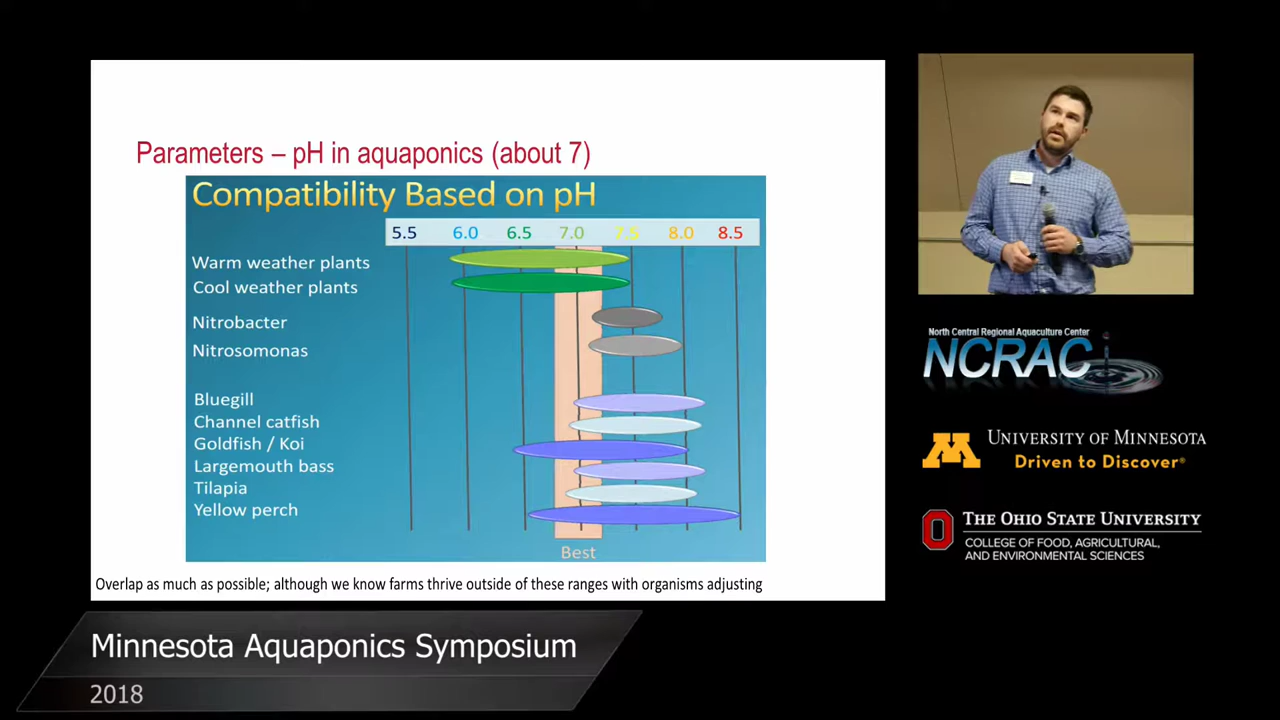 Parameters – pH in aquaponics (about 7)
Compatibility Based on pH
5.5 6.0 6.5 7.0 7.5 8.0 8.5
Warm weather plants
Cool weather plants
Nitrobacter
Nitrosomonas
Bluegill
Channel catfish
Goldfish / Koi
Largemouth bass
Tilapia
Yellow perch
Best
Overlap as much as possible; although we know farms thrive outside of these ranges with organisms adjusting
North Central Regional Aquaculture Center
NCRAC
M
UNIVERSITY OF MINNESOTA
Driven to Discover®
O
THE OHIO STATE UNIVERSITY
COLLEGE OF FOOD, AGRICULTURAL,
AND ENVIRONMENTAL SCIENCES
Minnesota Aquaponics Symposium
2018